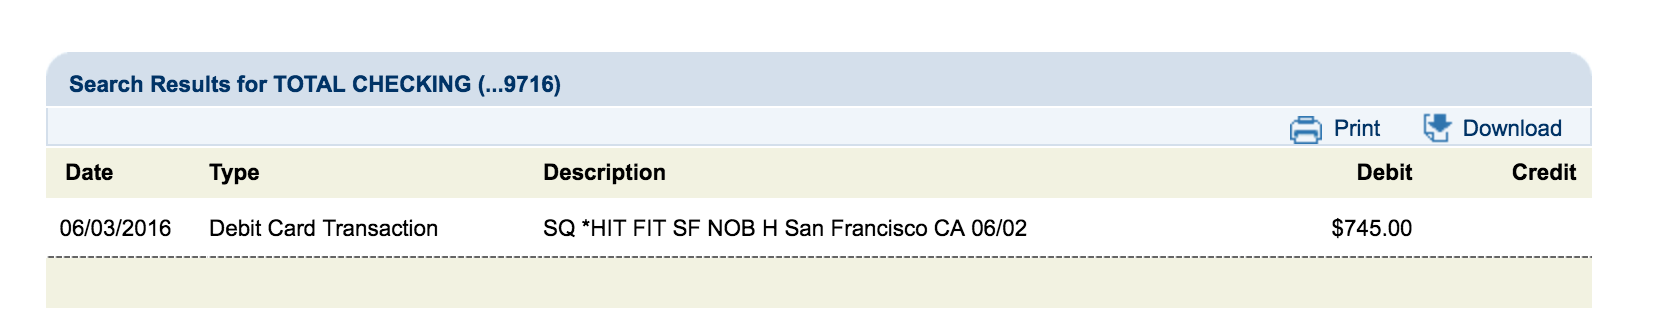 Search Results for TOTAL CHECKING (...9716)
Print Download
Date Type Description Debit Credit
06/03/2016 Debit Card Transaction SQ *HIT FIT SF NOB H San Francisco CA 06/02 $745.00